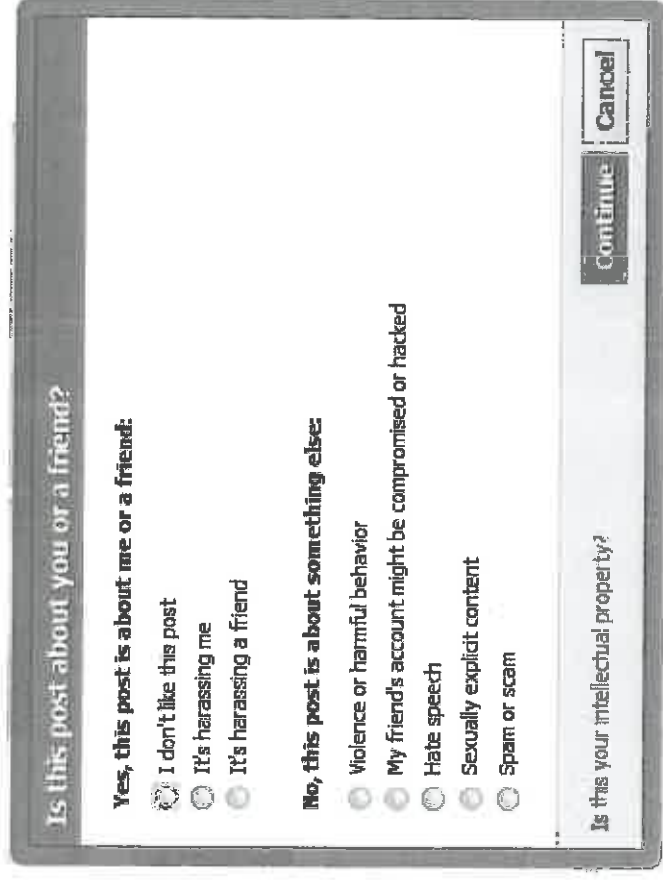 Is this post about you or a friend?
Yes, this post is about me or a friend:
I don't like this post
It's harassing me
It's harassing a friend
No, this post is about something else:
Violence or harmful behavior
My friend's account might be compromised or hacked
Hate speech
Sexually explicit content
Spam or scam
Is this your intellectual property?
Continue Cancel